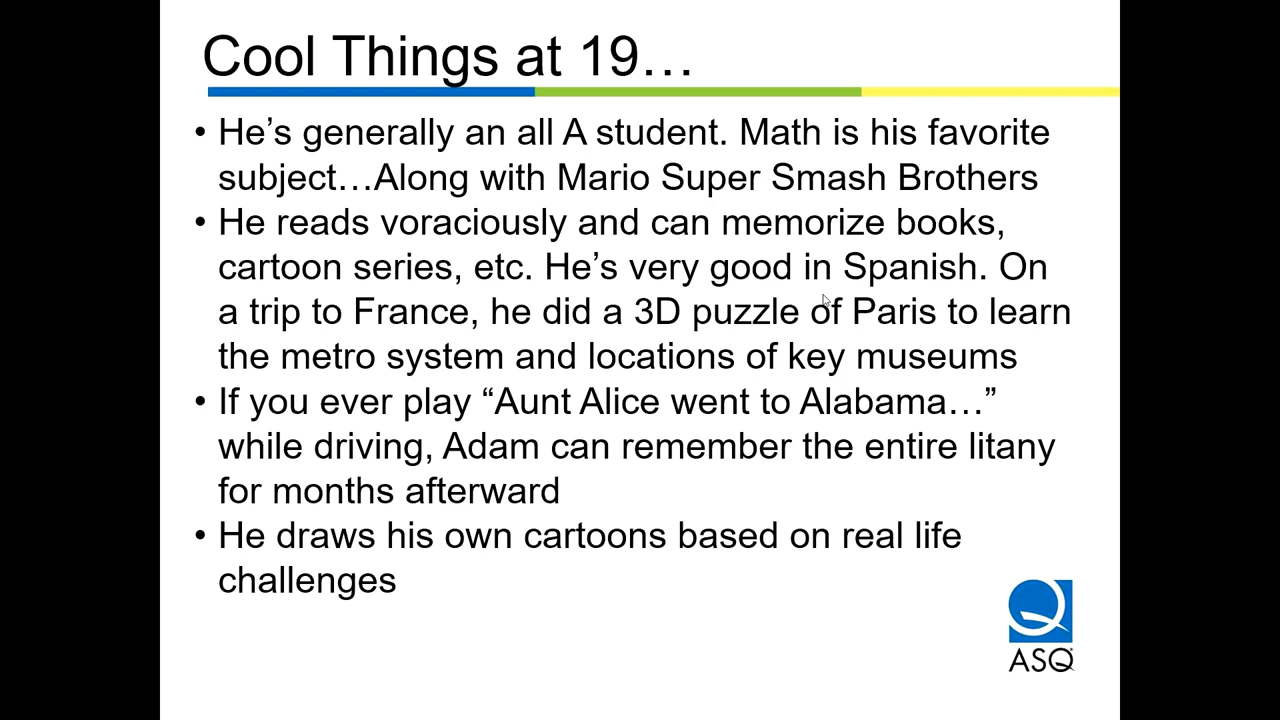 Cool Things at 19…
• He’s generally an all A student. Math is his favorite
subject…Along with Mario Super Smash Brothers
• He reads voraciously and can memorize books,
cartoon series, etc. He’s very good in Spanish. On
a trip to France, he did a 3D puzzle of Paris to learn
the metro system and locations of key museums
• If you ever play “Aunt Alice went to Alabama…”
while driving, Adam can remember the entire litany
for months afterward
• He draws his own cartoons based on real life
challenges
ASQ